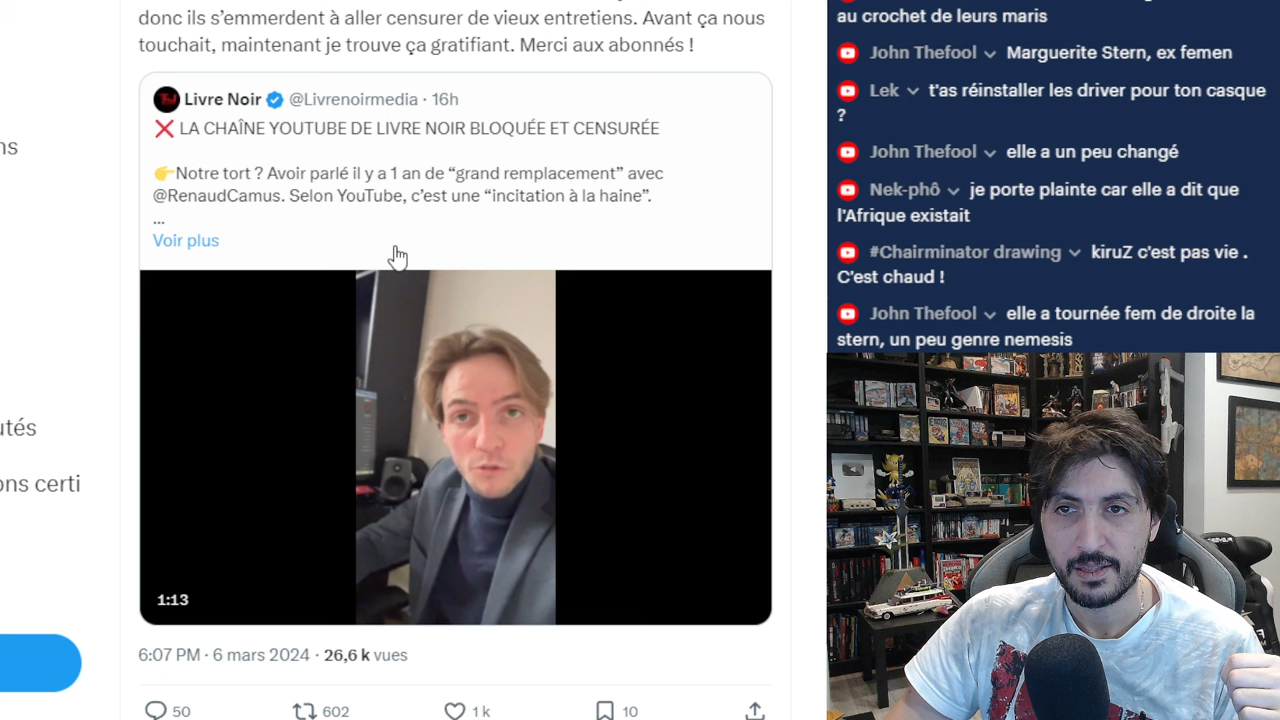 donc ils s’emmerdent à aller censurer de vieux entretiens. Avant ça nous
touchait, maintenant je trouve ça gratifiant. Merci aux abonnés !
Livre Noir @Livrenoirmedia · 16h
❌ LA CHAÎNE YOUTUBE DE LIVRE NOIR BLOQUÉE ET CENSURÉE
👉Notre tort ? Avoir parlé il y a 1 an de “grand remplacement” avec
@RenaudCamus. Selon YouTube, c’est une “incitation à la haine”.
...
Voir plus
1:13
6:07 PM · 6 mars 2024 · 26,6 k vues
50 602 1 k 10
ns
utés
ons certi
au crochet de leurs maris
John Thefool Marguerite Stern, ex femen
Lek t'as réinstaller les driver pour ton casque
?
John Thefool elle a un peu changé
Nek-phô je porte plainte car elle a dit que
l'Afrique existait
#Chairminator drawing kiruZ c'est pas vie .
C'est chaud !
John Thefool elle a tournée fem de droite la
stern, un peu genre nemesis